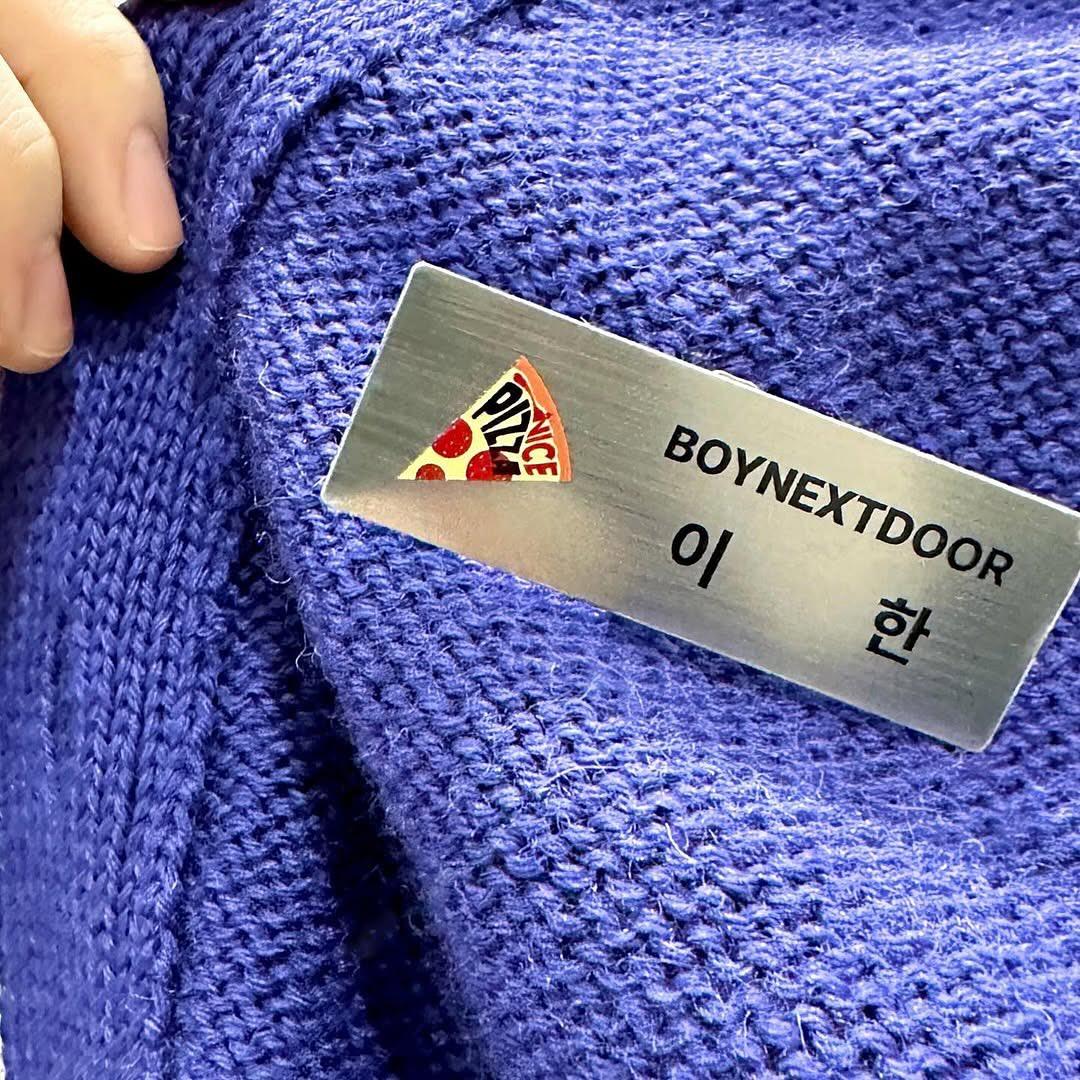 NICE
PIZZA
BOYNEXTDOOR
이 한